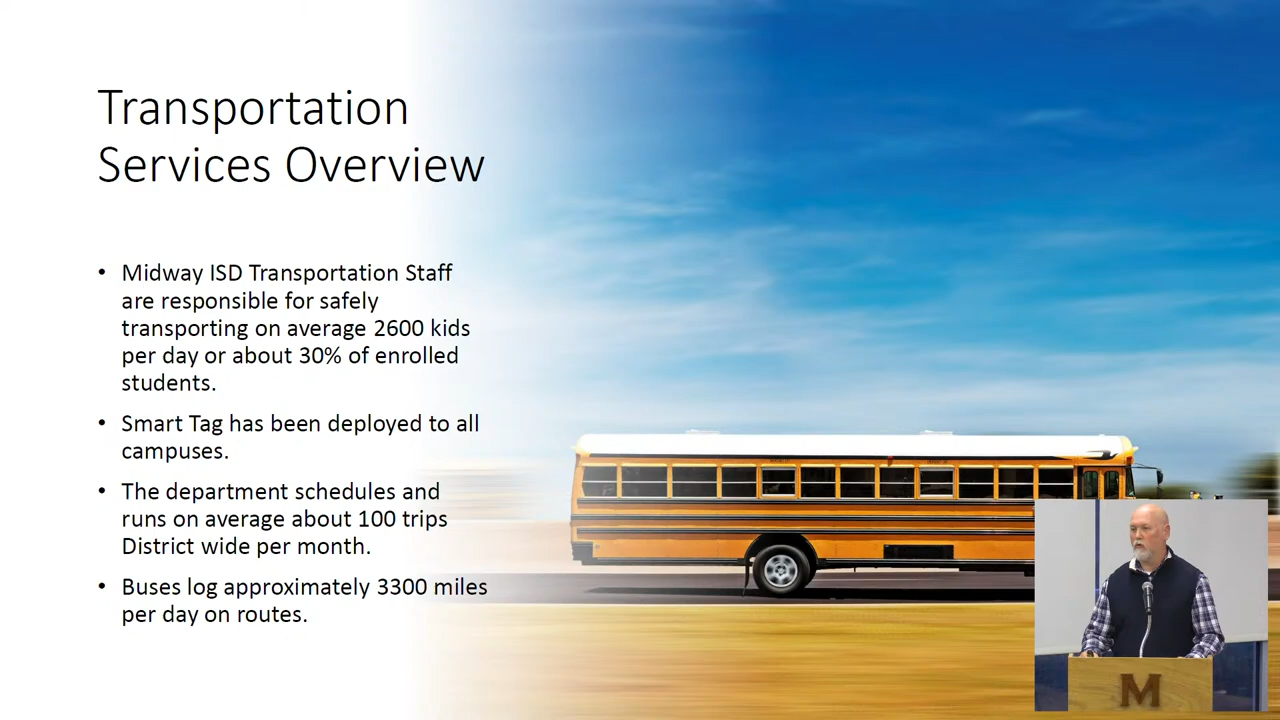 Transportation
Services Overview
• Midway ISD Transportation Staff
are responsible for safely
transporting on average 2600 kids
per day or about 30% of enrolled
students.
• Smart Tag has been deployed to all
campuses.
• The department schedules and
runs on average about 100 trips
District wide per month.
• Buses log approximately 3300 miles
per day on routes.
M